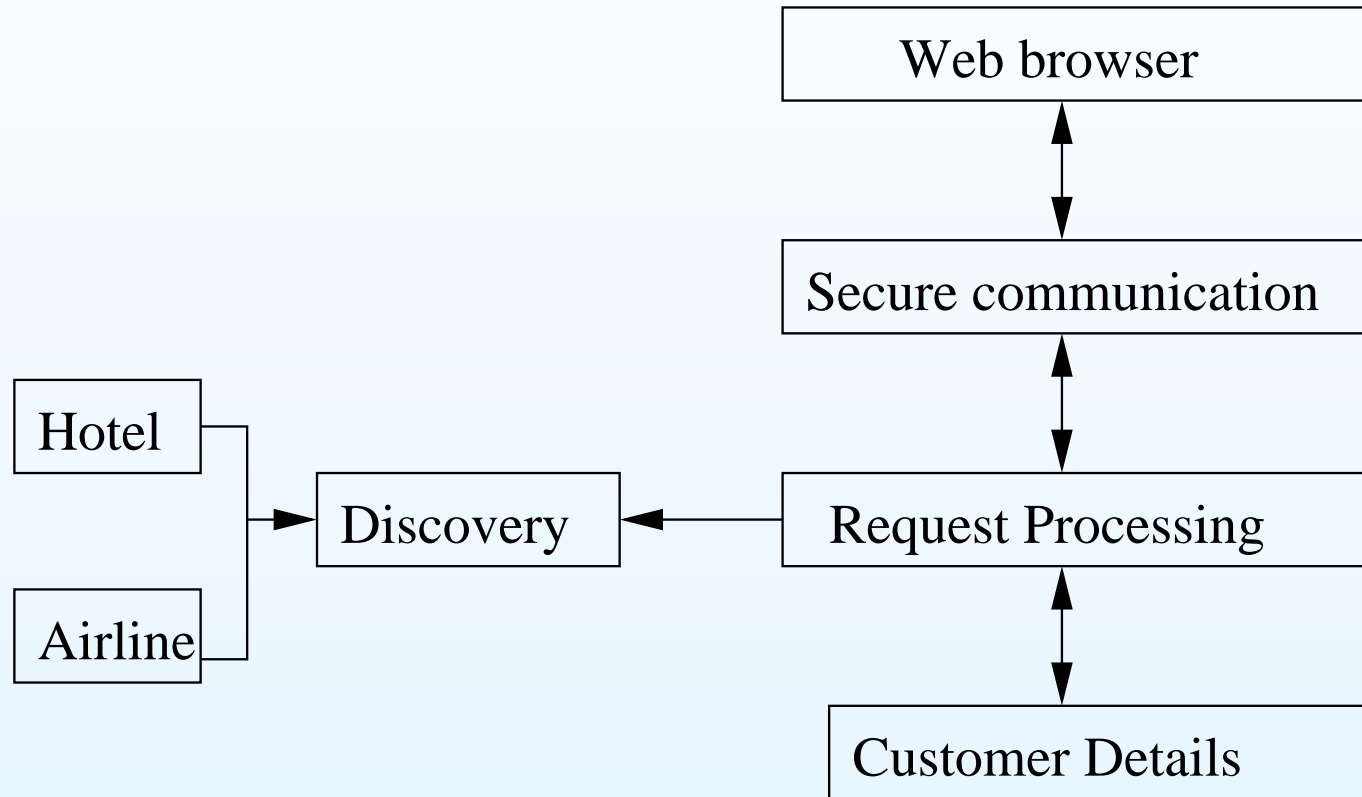 Web browser
Secure communication
Hotel
Discovery
Request Processing
Airline
Customer Details